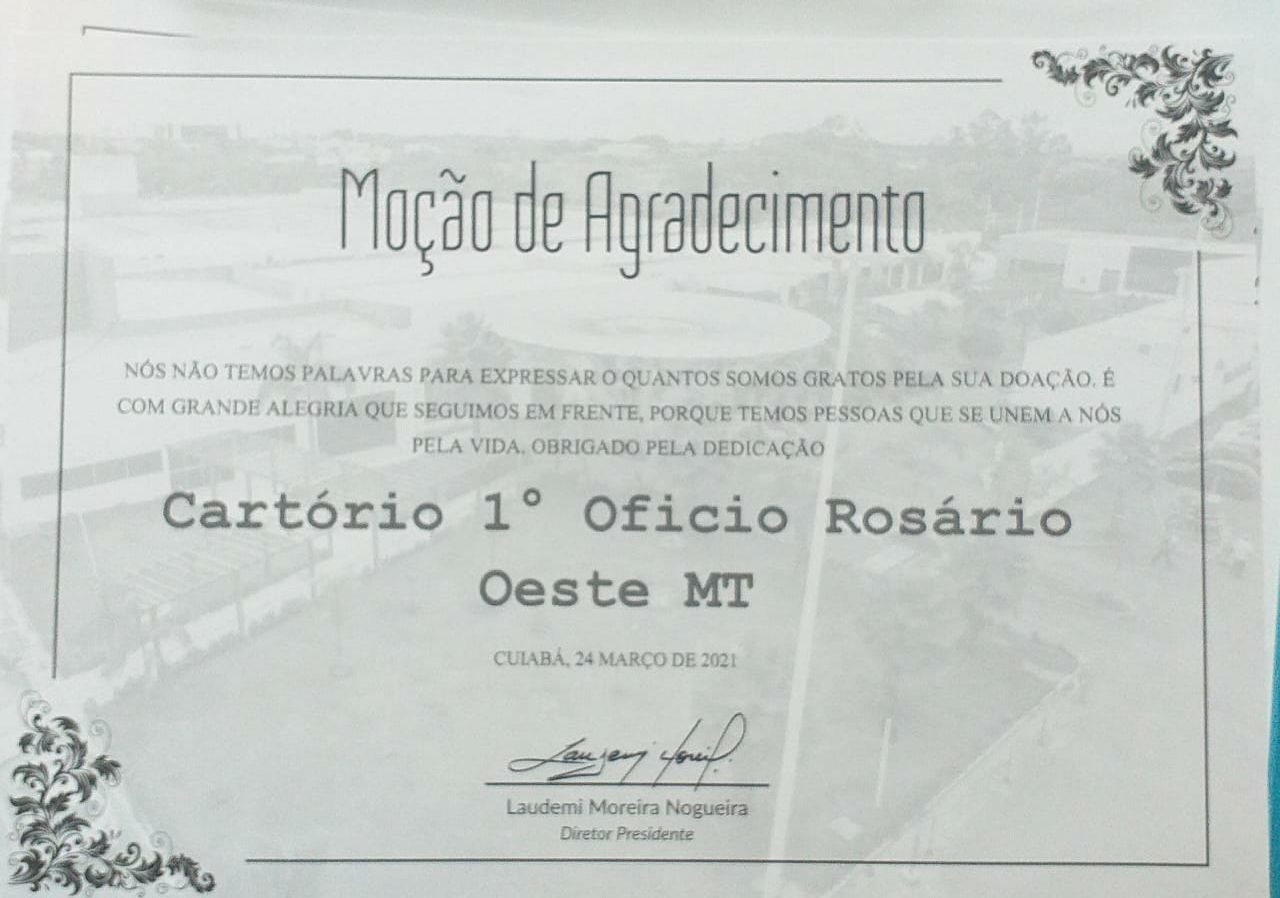 Moção de Agradecimento
NÓS NÃO TEMOS PALAVRAS PARA EXPRESSAR O QUANTOS SOMOS GRATOS PELA SUA DOAÇÃO. É
COM GRANDE ALEGRIA QUE SEGUIMOS EM FRENTE, PORQUE TEMOS PESSOAS QUE SE UNEM A NÓS
PELA VIDA. OBRIGADO PELA DEDICAÇÃO
Cartório 1° Oficio Rosário
Oeste MT
CUIABÁ, 24 MARÇO DE 2021
Laudemi Moreira Nogueira
Diretor Presidente